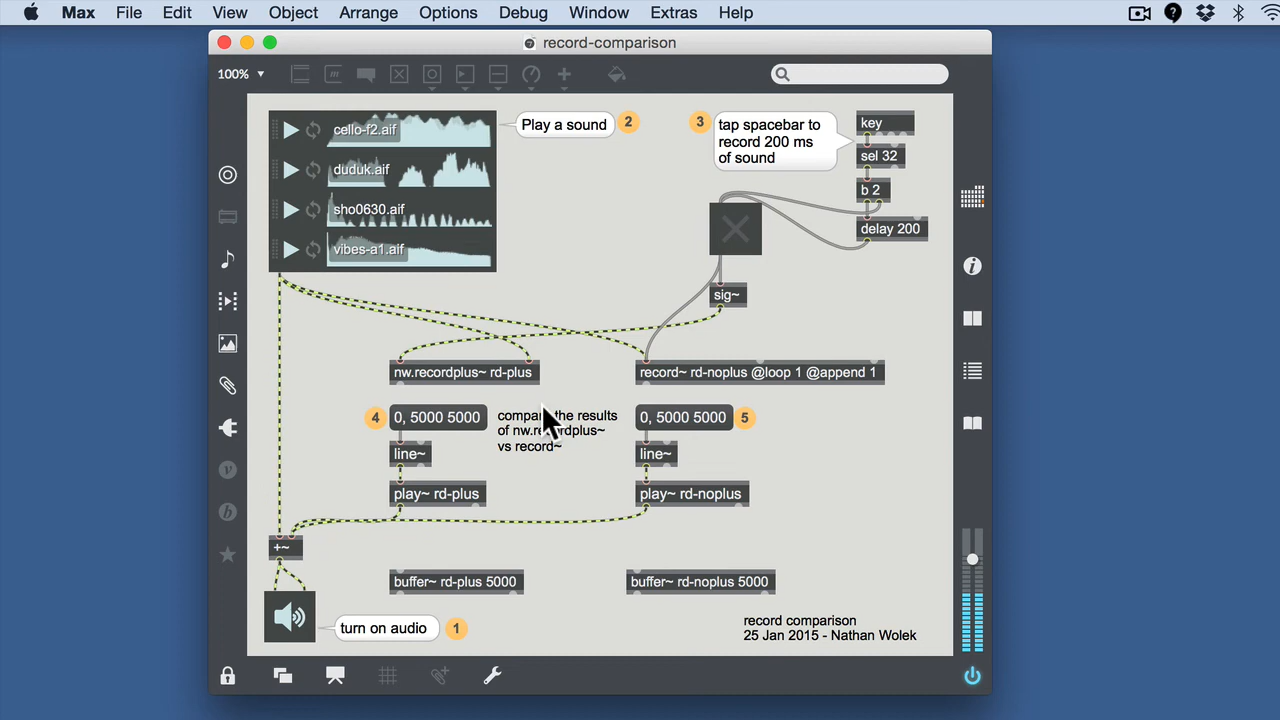 Max File Edit View Object Arrange Options Debug Window Extras Help
record-comparison
100%
cello-f2.aif
duduk.aif
sho0630.aif
vibes-a1.aif
Play a sound 2
3 tap spacebar to
record 200 ms
of sound
key
sel 32
b 2
delay 200
sig~
nw.recordplus~ rd-plus
record~ rd-noplus @loop 1 @append 1
4 0, 5000 5000
compare the results
of nw.recordplus~
vs record~
0, 5000 5000 5
line~
line~
play~ rd-plus
play~ rd-noplus
+~
buffer~ rd-plus 5000
buffer~ rd-noplus 5000
turn on audio 1
record comparison
25 Jan 2015 - Nathan Wolek